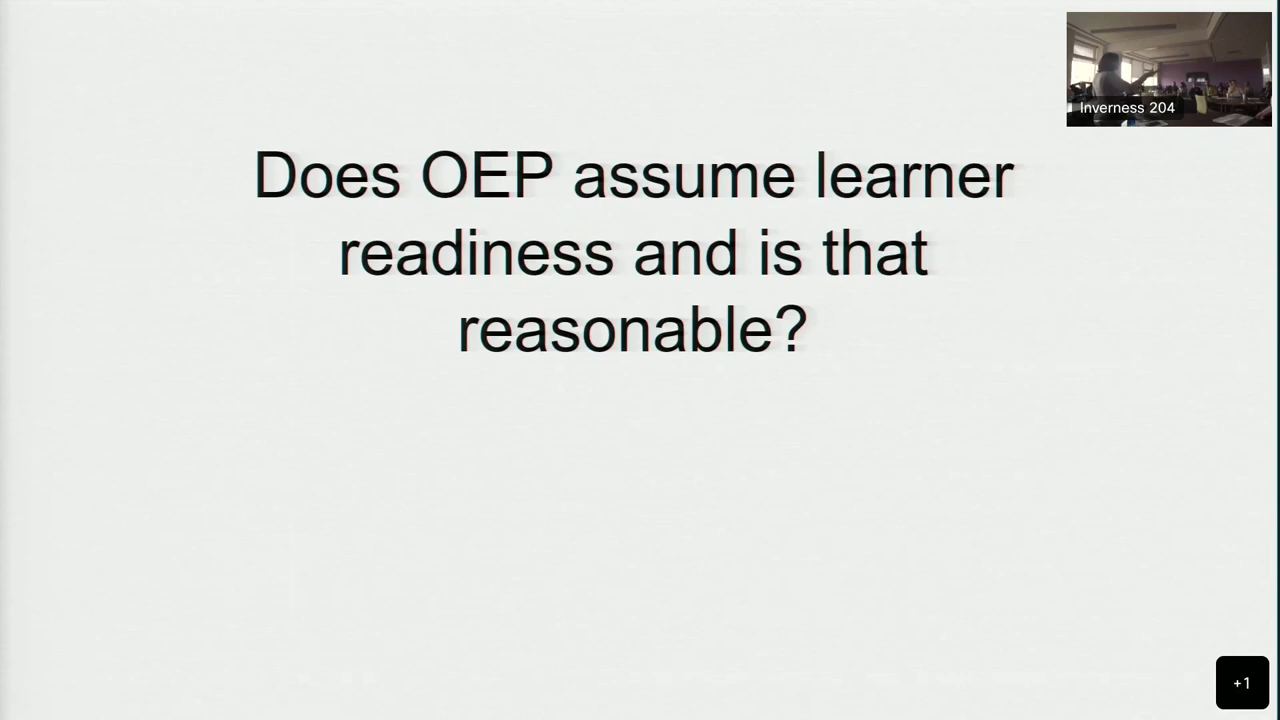 Inverness 204
Does OEP assume learner
readiness and is that
reasonable?
+1